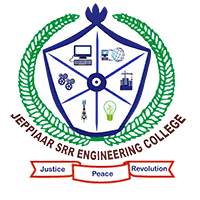 JEPPIAAR SRR ENGINEERING COLLEGE
Justice
Peace
Revolution